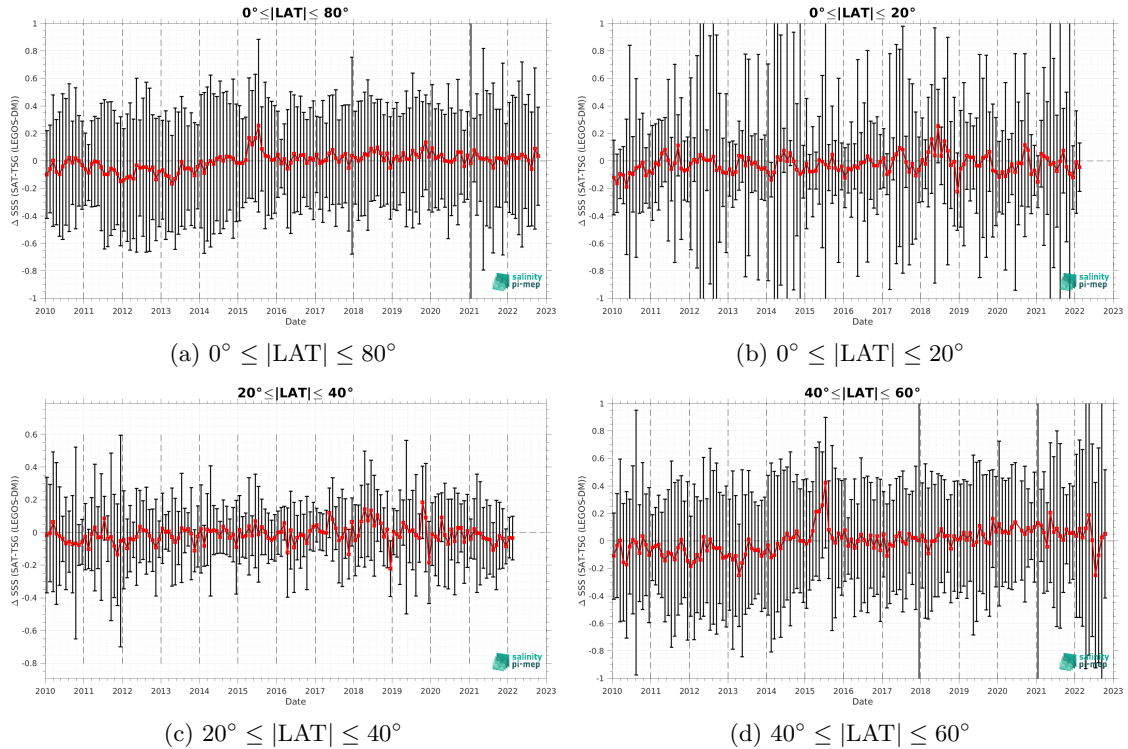 0°≤|LAT|≤ 80°
Δ SSS (SAT-TSG (LEGOS-DM))
1
0.8
0.6
0.4
0.2
0
-0.2
-0.4
-0.6
-0.8
-1
2010 2011 2012 2013 2014 2015 2016 2017 2018 2019 2020 2021 2022 2023
Date
salinity
pi-mep
(a) 0° ≤ |LAT| ≤ 80°
0°≤|LAT|≤ 20°
Δ SSS (SAT-TSG (LEGOS-DM))
1
0.8
0.6
0.4
0.2
0
-0.2
-0.4
-0.6
-0.8
-1
2010 2011 2012 2013 2014 2015 2016 2017 2018 2019 2020 2021 2022 2023
Date
salinity
pi-mep
(b) 0° ≤ |LAT| ≤ 20°
20°≤|LAT|≤ 40°
Δ SSS (SAT-TSG (LEGOS-DM))
0.6
0.4
0.2
0
-0.2
-0.4
-0.6
-0.8
2010 2011 2012 2013 2014 2015 2016 2017 2018 2019 2020 2021 2022 2023
Date
salinity
pi-mep
(c) 20° ≤ |LAT| ≤ 40°
40°≤|LAT|≤ 60°
Δ SSS (SAT-TSG (LEGOS-DM))
1
0.8
0.6
0.4
0.2
0
-0.2
-0.4
-0.6
-0.8
-1
2010 2011 2012 2013 2014 2015 2016 2017 2018 2019 2020 2021 2022 2023
Date
salinity
pi-mep
(d) 40° ≤ |LAT| ≤ 60°